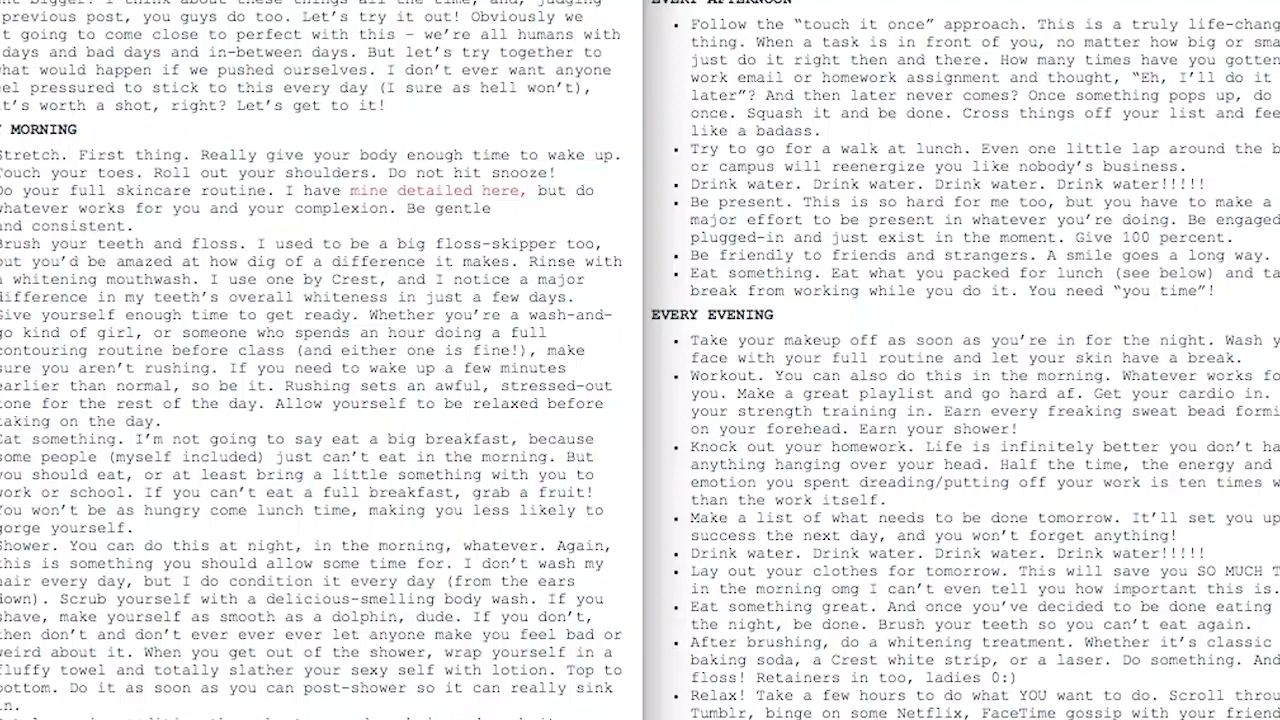 bigger? I think about these things all the time, and, judging
previous post, you guys do too. Let's try it out! Obviously we
going to come close to perfect with this – we're all humans with
days and bad days and in-between days. But let's try together to
what would happen if we pushed ourselves. I don't ever want anyone
pressured to stick to this every day (I sure as hell won't),
it's worth a shot, right? Let's get to it!
MORNING
Stretch. First thing. Really give your body enough time to wake up.
Touch your toes. Roll out your shoulders. Do not hit snooze!
Do your full skincare routine. I have mine detailed here, but do
whatever works for you and your complexion. Be gentle
and consistent.
Brush your teeth and floss. I used to be a big floss-skipper too,
but you'd be amazed at how dig of a difference it makes. Rinse with
a whitening mouthwash. I use one by Crest, and I notice a major
difference in my teeth's overall whiteness in just a few days.
Give yourself enough time to get ready. Whether you're a wash-and-
go kind of girl, or someone who spends an hour doing a full
contouring routine before class (and either one is fine!), make
sure you aren't rushing. If you need to wake up a few minutes
earlier than normal, so be it. Rushing sets an awful, stressed-out
tone for the rest of the day. Allow yourself to be relaxed before
taking on the day.
Eat something. I'm not going to say eat a big breakfast, because
some people (myself included) just can't eat in the morning. But
you should eat, or at least bring a little something with you to
work or school. If you can't eat a full breakfast, grab a fruit!
You won't be as hungry come lunch time, making you less likely to
gorge yourself.
Shower. You can do this at night, in the morning, whatever. Again,
this is something you should allow some time for. I don't wash my
hair every day, but I do condition it every day (from the ears
down). Scrub yourself with a delicious-smelling body wash. If you
shave, make yourself as smooth as a dolphin, dude. If you don't,
then don't and don't ever ever ever let anyone make you feel bad or
weird about it. When you get out of the shower, wrap yourself in a
fluffy towel and totally slather your sexy self with lotion. Top to
bottom. Do it as soon as you can post-shower so it can really sink
in.
EVERY AFTERNOON
• Follow the “touch it once” approach. This is a truly life-chan
thing. When a task is in front of you, no matter how big or sma
just do it right then and there. How many times have you gotten
work email or homework assignment and thought, “Eh, I'll do it
later”? And then later never comes? Once something pops up, do
once. Squash it and be done. Cross things off your list and fee
like a badass.
• Try to go for a walk at lunch. Even one little lap around the b
or campus will reenergize you like nobody's business.
• Drink water. Drink water. Drink water. Drink water!!!!!
• Be present. This is so hard for me too, but you have to make a
major effort to be present in whatever you're doing. Be engaged
plugged-in and just exist in the moment. Give 100 percent.
• Be friendly to friends and strangers. A smile goes a long way.
• Eat something. Eat what you packed for lunch (see below) and ta
break from working while you do it. You need “you time”!
EVERY EVENING
• Take your makeup off as soon as you're in for the night. Wash y
face with your full routine and let your skin have a break.
• Workout. You can also do this in the morning. Whatever works fo
you. Make a great playlist and go hard af. Get your cardio in.
your strength training in. Earn every freaking sweat bead formi
on your forehead. Earn your shower!
• Knock out your homework. Life is infinitely better you don't ha
anything hanging over your head. Half the time, the energy and
emotion you spent dreading/putting off your work is ten times w
than the work itself.
• Make a list of what needs to be done tomorrow. It'll set you up
success the next day, and you won't forget anything!
• Drink water. Drink water. Drink water. Drink water!!!!!
• Lay out your clothes for tomorrow. This will save you SO MUCH T
in the morning omg I can't even tell you how important this is.
• Eat something great. And once you've decided to be done eating
the night, be done. Brush your teeth so you can't eat again.
• After brushing, do a whitening treatment. Whether it's classic
baking soda, a Crest white strip, or a laser. Do something. And
floss! Retainers in too, ladies 0:)
• Relax! Take a few hours to do what YOU want to do. Scroll throu
Tumblr, binge on some Netflix, FaceTime gossip with your friend